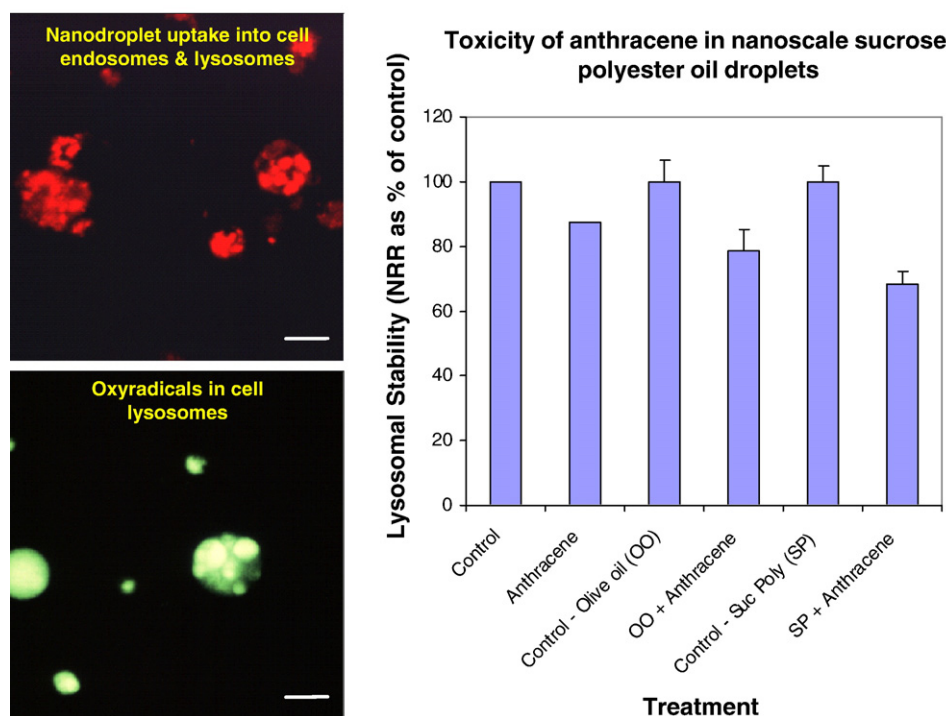 Nanodroplet uptake into cell
endosomes & lysosomes
Oxyradicals in cell
lysosomes
Toxicity of anthracene in nanoscale sucrose
polyester oil droplets
Lysosomal Stability (NRR as % of control)
120
100
80
60
40
20
0
Control
Anthracene
Control - Olive oil (OO)
OO + Anthracene
Control - Suc Poly (SP)
SP + Anthracene
Treatment